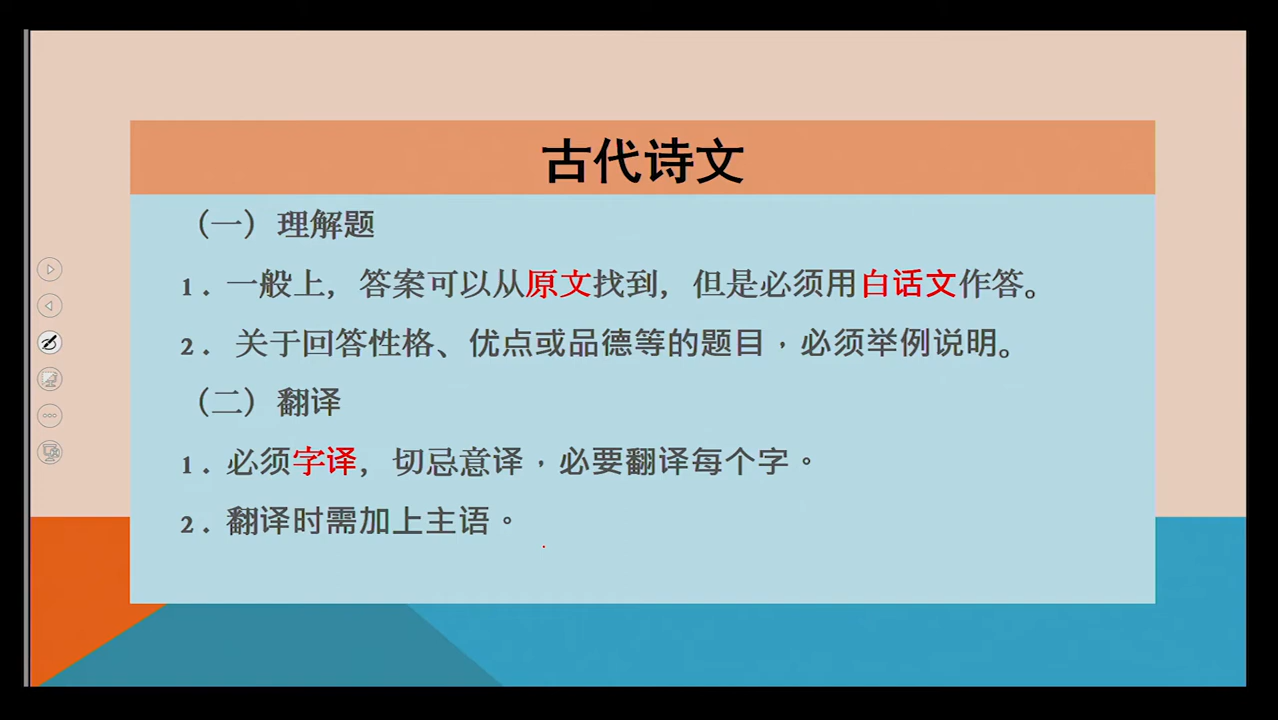 古代诗文
（一）理解题
1．一般上，答案可以从原文找到，但是必须用白话文作答。
2．关于回答性格、优点或品德等的题目，必须举例说明。
（二）翻译
1．必须字译，切忌意译，必要翻译每个字。
2．翻译时需加上主语。